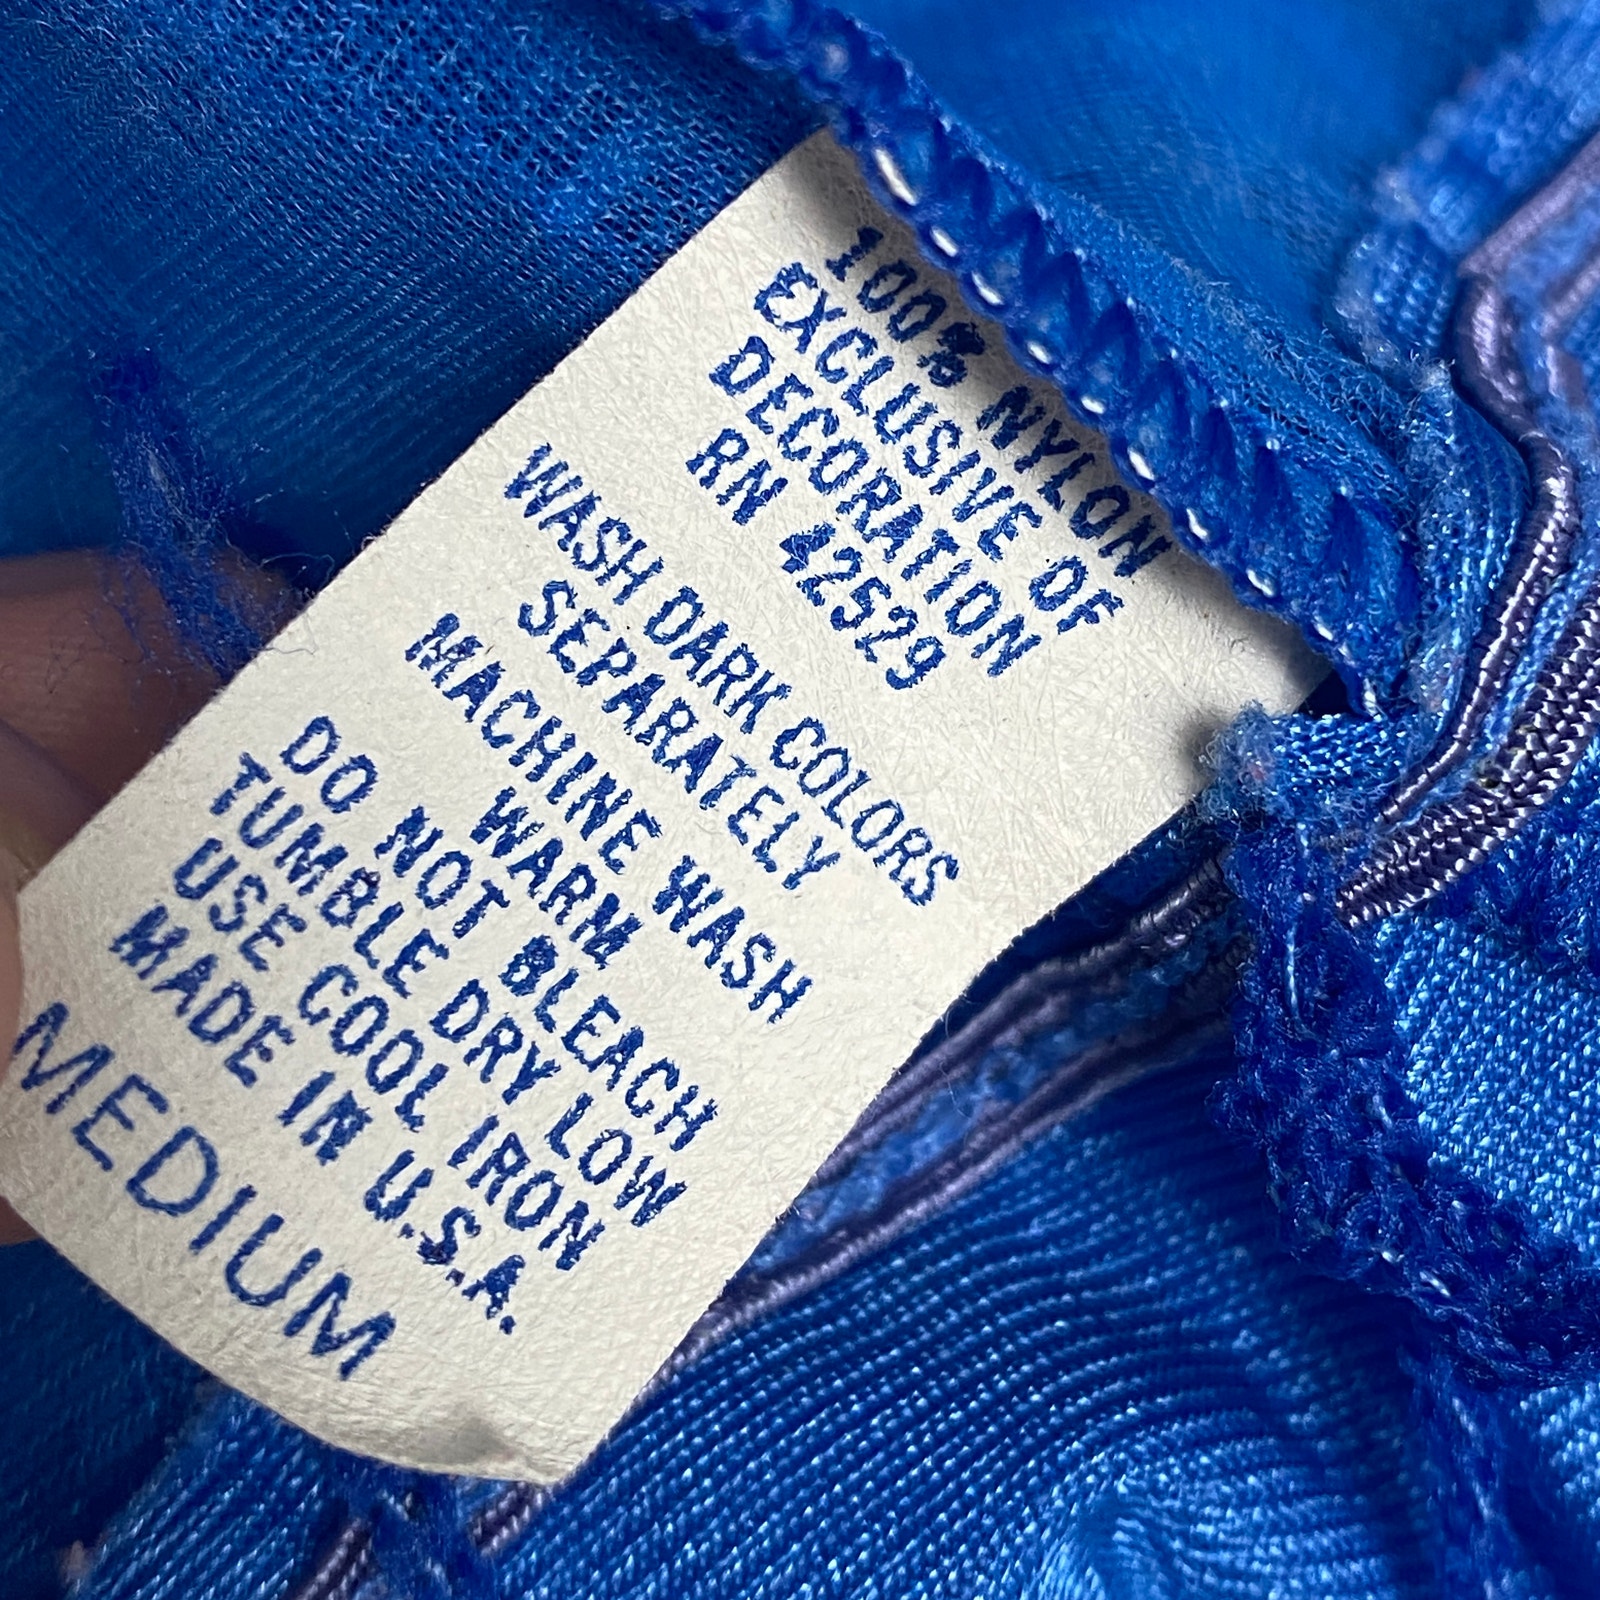 100% NYLON
EXCLUSIVE OF
DECORATION
RN 42529
WASH DARK COLORS
SEPARATELY
MACHINE WASH
WARM
DO NOT BLEACH
TUMBLE DRY LOW
USE COOL IRON
MADE IN U.S.A.
MEDIUM